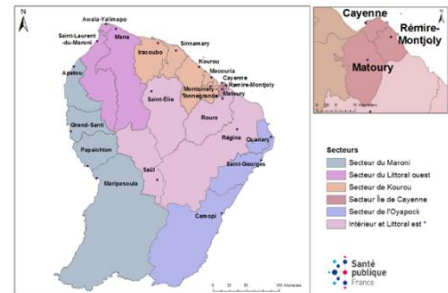 N
Awala-Yalimapo
Mana
Saint-Laurent
-du-Maroni
Iracoubo
Sinnamary
Kourou
Apatou
Macouria
Cayenne
Rémire-Montjoly
Montsinéry-
Tonnegrande
Matoury
Saint-Élie
Grand-Santi
Roura
Papaïchton
Régina
Ouanary
Saint-Georges
Saül
Maripasoula
Camopi
Cayenne
N
Rémire-
Montjoly
Matoury
Secteurs
Secteur du Maroni
Secteur du Littoral ouest
Secteur de Kourou
Secteur Île de Cayenne
Secteur de l'Oyapock
Intérieur et Littoral est *
Santé
publique
France